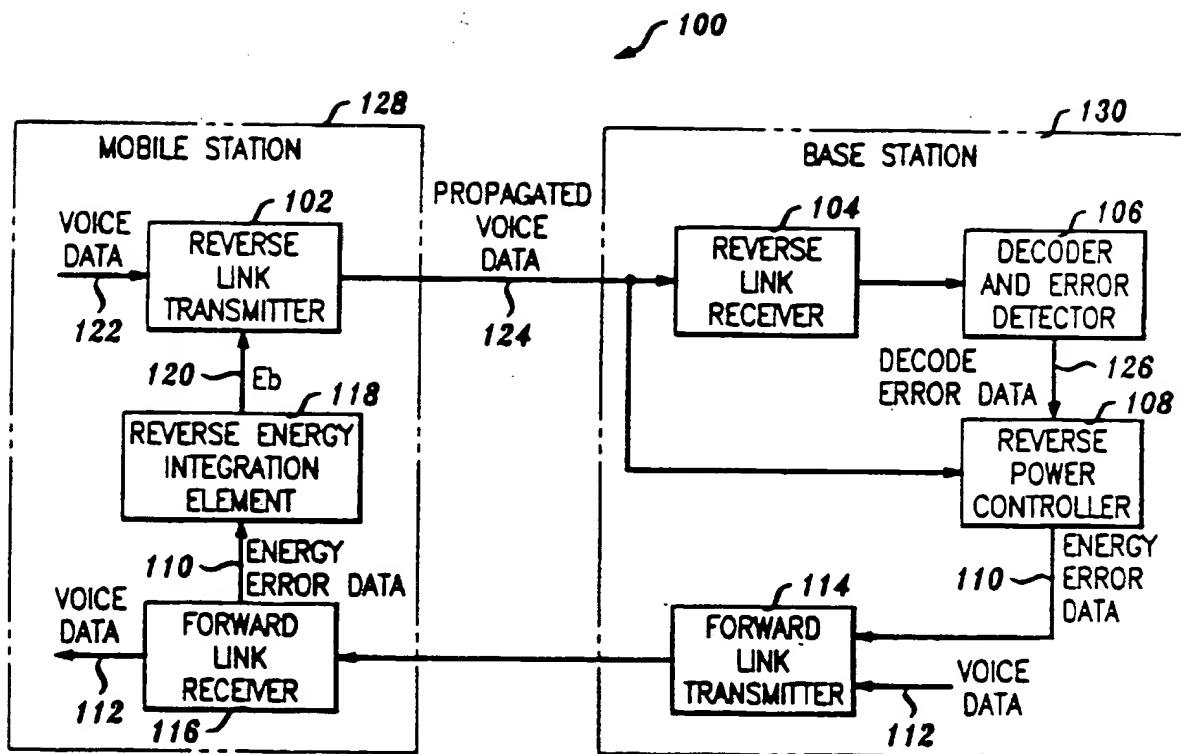 100
128
MOBILE STATION
130
BASE STATION
VOICE
DATA
122
102
REVERSE
LINK
TRANSMITTER
PROPAGATED
VOICE
DATA
124
104
REVERSE
LINK
RECEIVER
106
DECODER
AND ERROR
DETECTOR
120
Eb
118
REVERSE ENERGY
INTEGRATION
ELEMENT
DECODE
ERROR DATA
126
108
REVERSE
POWER
CONTROLLER
110
ENERGY
ERROR DATA
110
ENERGY
ERROR
DATA
VOICE
DATA
112
FORWARD
LINK
RECEIVER
116
114
FORWARD
LINK
TRANSMITTER
VOICE
DATA
112